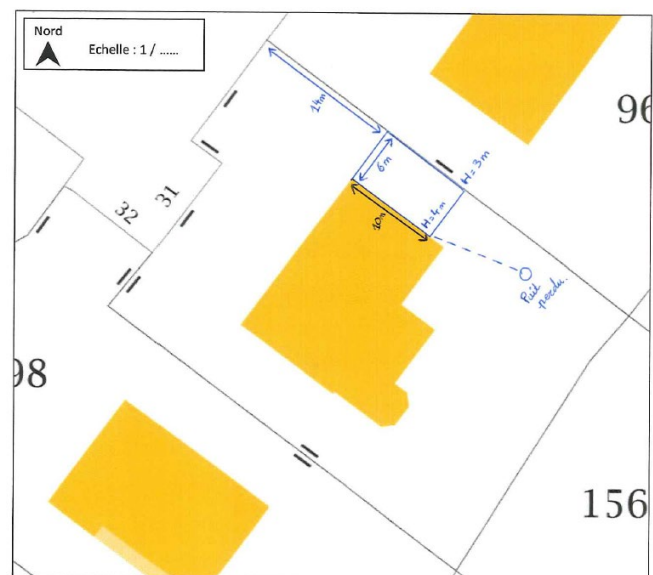 Nord
Echelle : 1 / ......
96
14m
6m
H=3m
10m
H=4m
32
31
Puit
perdu.
98
156